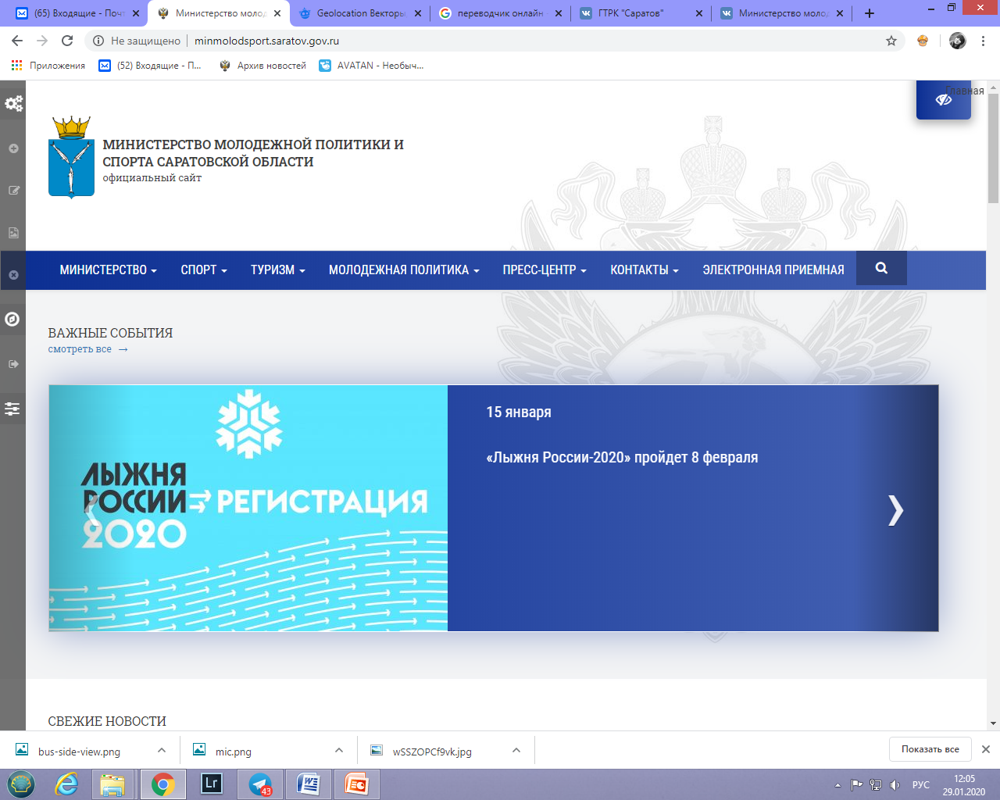 (65) Входящие - Почт
Министерство молод
Geolocation Векторы
переводчик онлайн
ГТРК "Саратов"
Министерство молод
Не защищено
minmolodsport.saratov.gov.ru
Приложения
(52) Входящие - П...
Архив новостей
AVATAN - Необыч...
Главная
МИНИСТЕРСТВО МОЛОДЕЖНОЙ ПОЛИТИКИ И
СПОРТА САРАТОВСКОЙ ОБЛАСТИ
официальный сайт
МИНИСТЕРСТВО
СПОРТ
ТУРИЗМ
МОЛОДЕЖНАЯ ПОЛИТИКА
ПРЕСС-ЦЕНТР
КОНТАКТЫ
ЭЛЕКТРОННАЯ ПРИЕМНАЯ
ВАЖНЫЕ СОБЫТИЯ
смотреть все →
ЛЫЖНЯ
РОССИИ
2020
РЕГИСТРАЦИЯ
15 января
«Лыжня России-2020» пройдет 8 февраля
СВЕЖИЕ НОВОСТИ
bus-side-view.png
mic.png
wSSZOPCf9vk.jpg
Показать все
Lr
43
РУС
12:05
29.01.2020